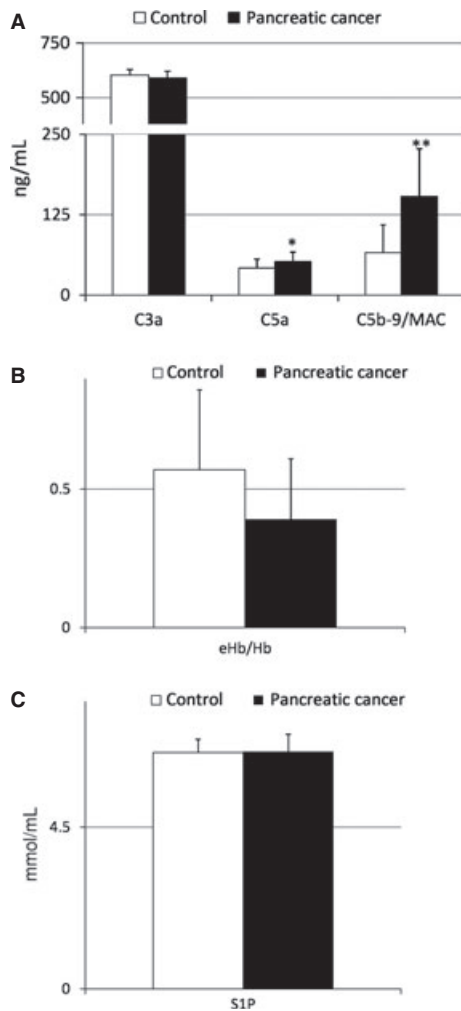 A
Control Pancreatic cancer
750
500
250
125
0
ng/mL
*
**
C3a C5a C5b-9/MAC
B
Control Pancreatic cancer
0.5
0
eHb/Hb
C
Control Pancreatic cancer
mmol/mL
4.5
0
S1P